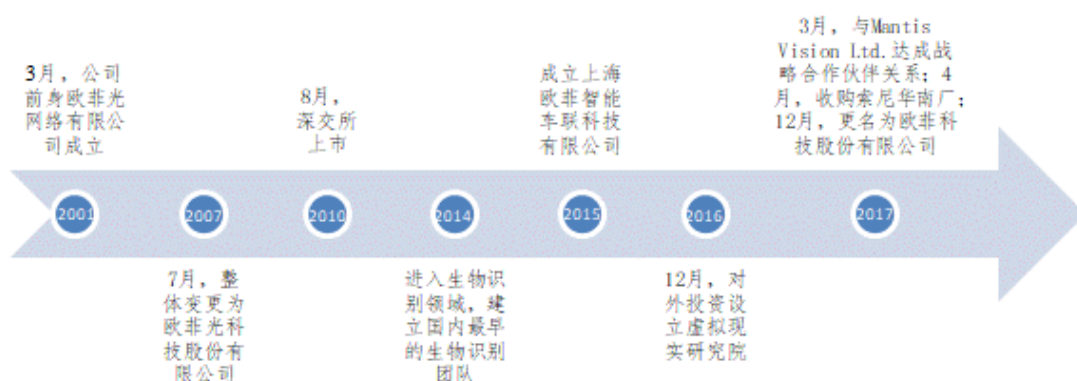 3月，公司
前身欧菲光
网络有限公
司成立
8月，
深交所
上市
成立上海
欧菲智能
车联科技
有限公司
3月，与Mantis
Vision Ltd.达成战
略合作伙伴关系；4
月，收购索尼华南厂；
12月，更名为欧菲科
技股份有限公司
2001
2007
2010
2014
2015
2016
2017
7月，整
体变更为
欧菲光科
技股份有
限公司
进入生物识
别领域，建
立国内最早
的生物识别
团队
12月，对
外投资设
立虚拟现
实研究院